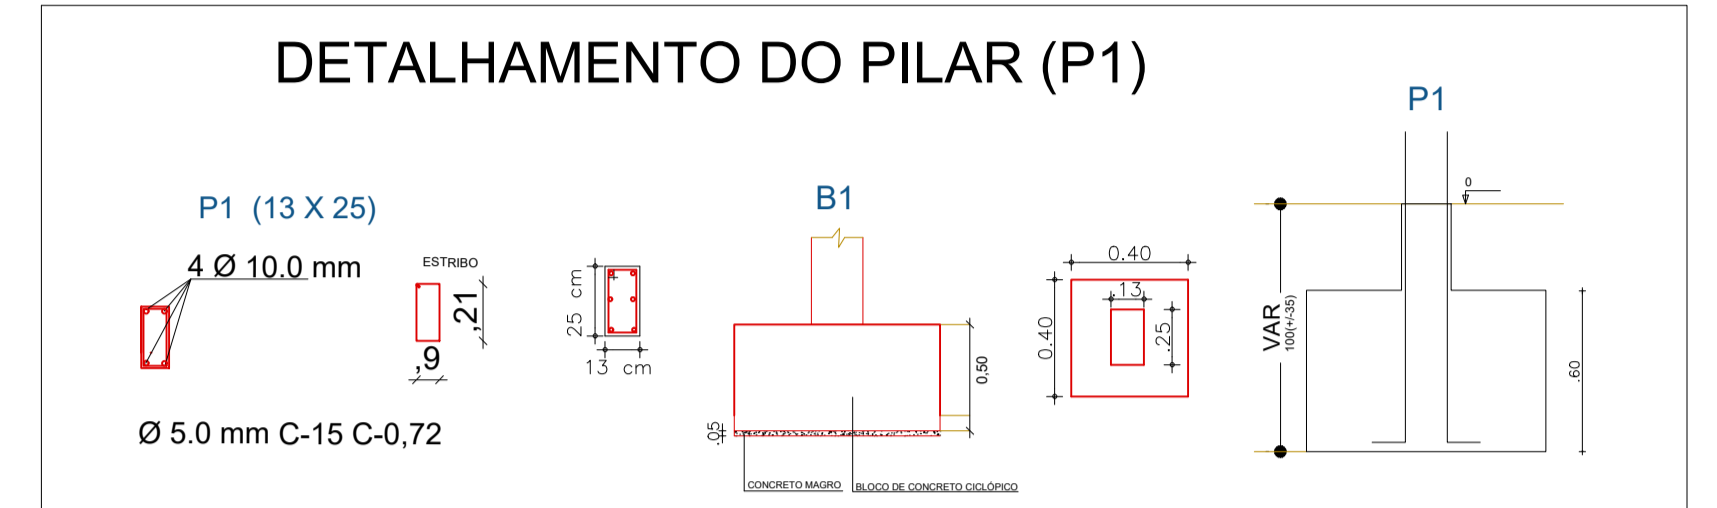 DETALHAMENTO DO PILAR (P1)
P1
P1 (13 X 25)
B1
0
4 Ø 10.0 mm
ESTRIBO
,21
,9
25 cm
13 cm
0,50
.05
0.40
0.40
.13
.25
VAR
100(+/-35)
.60
Ø 5.0 mm C-15 C-0,72
CONCRETO MAGRO
BLOCO DE CONCRETO CICLÓPICO